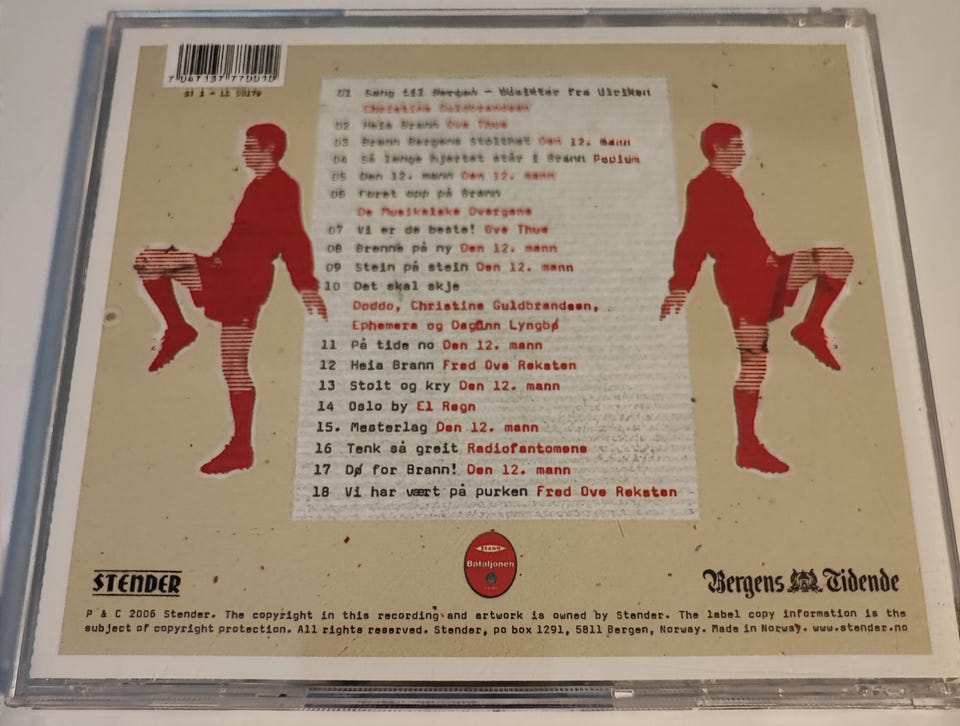 7 047137 770010
01 Sang til Bergen - Udsikter fra Ulriken
Christine Guldbrandsen
02 Heia Brann Ove Thue
03 Brann Bergens Stolthet Den 12. mann
04 Så lenge hjertet står i Brann Podium
05 Den 12. mann Den 12. mann
06 Foret opp på Brann
De Musikalske Dvergene
07 Vi er de beste! Ove Thue
08 Brenne på ny Den 12. mann
09 Stein på stein Den 12. mann
10 Det skal skje
Doddo, Christine Guldbrandsen,
Ephemera og Dagfinn Lyngbø
11 På tide no Den 12. mann
12 Heia Brann Fred Ove Reksten
13 Stolt og kry Den 12. mann
14 Oslo by El Regn
15. Mesterlag Den 12. mann
16 Tenk så greit Radiofantomene
17 Dø for Brann! Den 12. mann
18 Vi har vært på purken Fred Ove Reksten
STENDER
BRANN
Bataljonen
Bergens Tidende
P & C 2006 Stender. The copyright in this recording and artwork is owned by Stender. The label copy information is the
subject of copyright protection. All rights reserved. Stender, po box 1291, 5811 Bergen, Norway. Made in Norway. www.stender.no